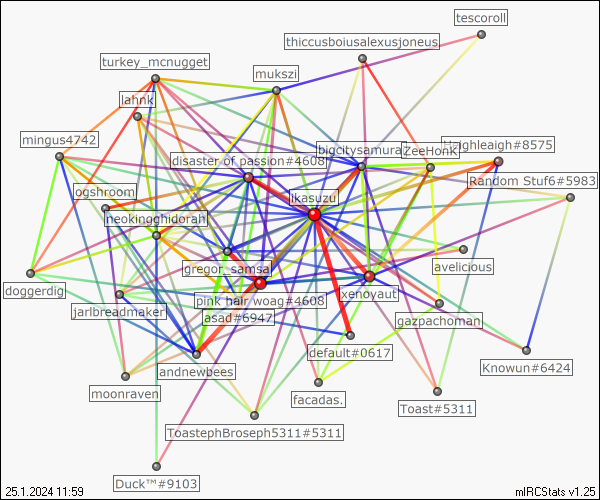 tescoroll
thiccusboiusalexusjoneus
turkey_mcnugget
mukszi
lahnk
mingus4742
bigcitysamura
ZeeHonk
ighleigh#8575
disaster of passion#4608
Random Stuf6#5983
ogshroom
ikasuzu
neokingghidorah
gregor_samsa
avelicious
doggerdig
xenoyaut
pink hair woag#4608
jarlbreadmaker
asad#6947
gazpachoman
default#0617
andnewbees
Knowun#6424
moonraven
facadas.
Toast#5311
ToastephBroseph5311#5311
Duck™#9103
25.1.2024 11:59
mIRCStats v1.25